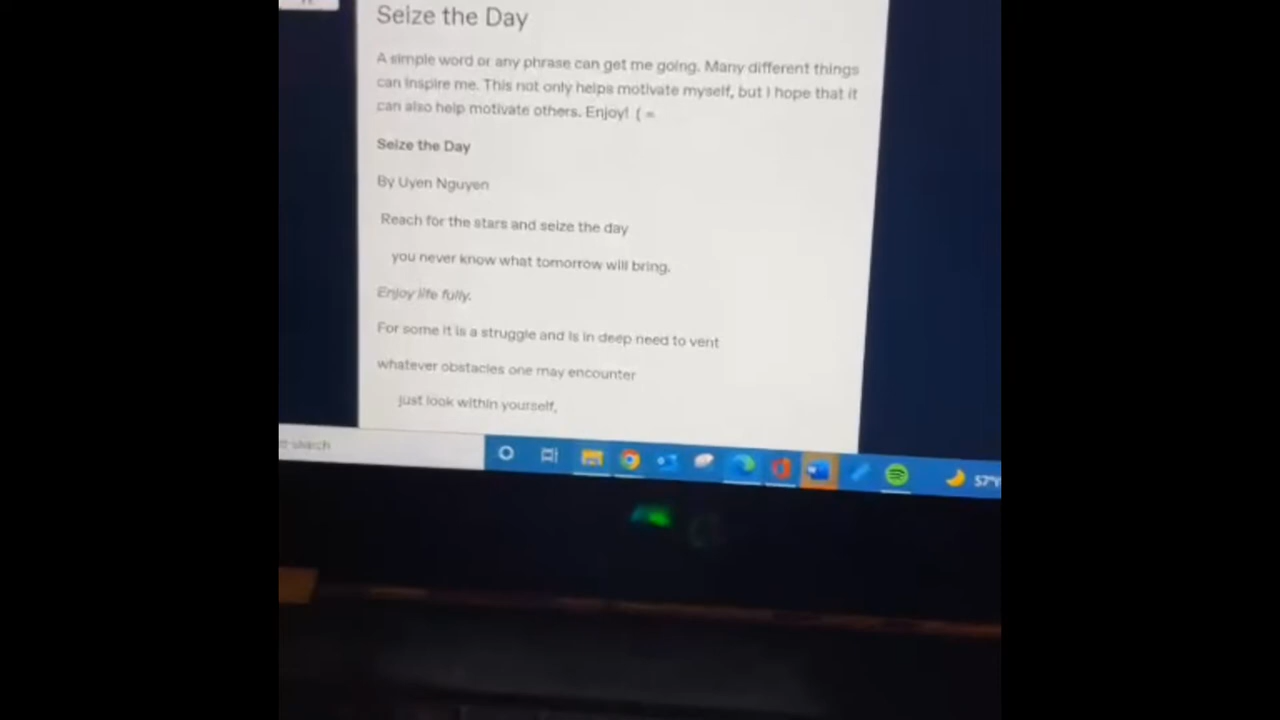 Seize the Day
A simple word or any phrase can get me going. Many different things
can inspire me. This not only helps motivate myself, but I hope that it
can also help motivate others. Enjoy! ( =
Seize the Day
By Uyen Nguyen
Reach for the stars and seize the day
you never know what tomorrow will bring.
Enjoy life fully.
For some it is a struggle and is in deep need to vent
whatever obstacles one may encounter
just look within yourself,
search
57°